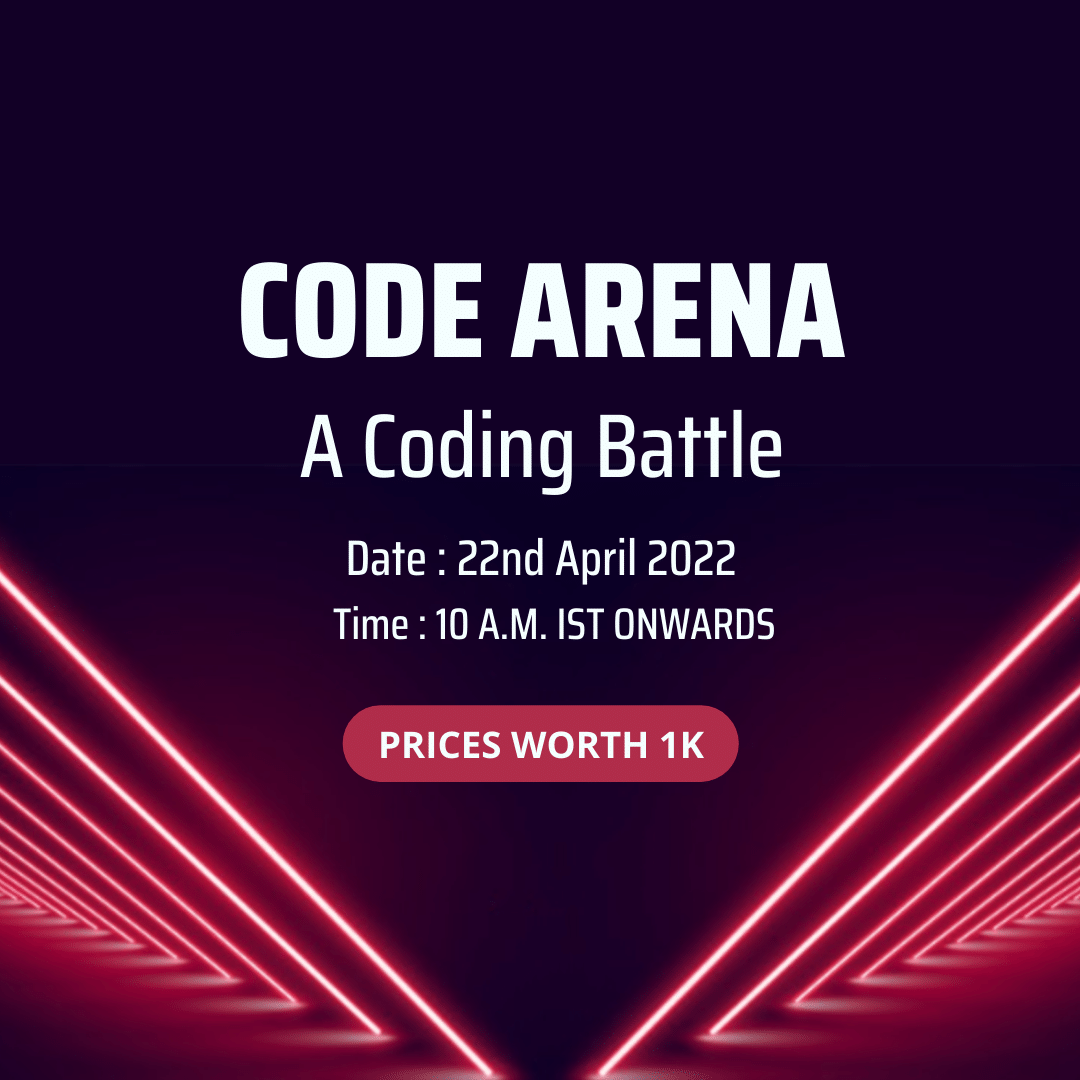 CODE ARENA
A Coding Battle
Date : 22nd April 2022
Time : 10 A.M. IST ONWARDS
PRICES WORTH 1K